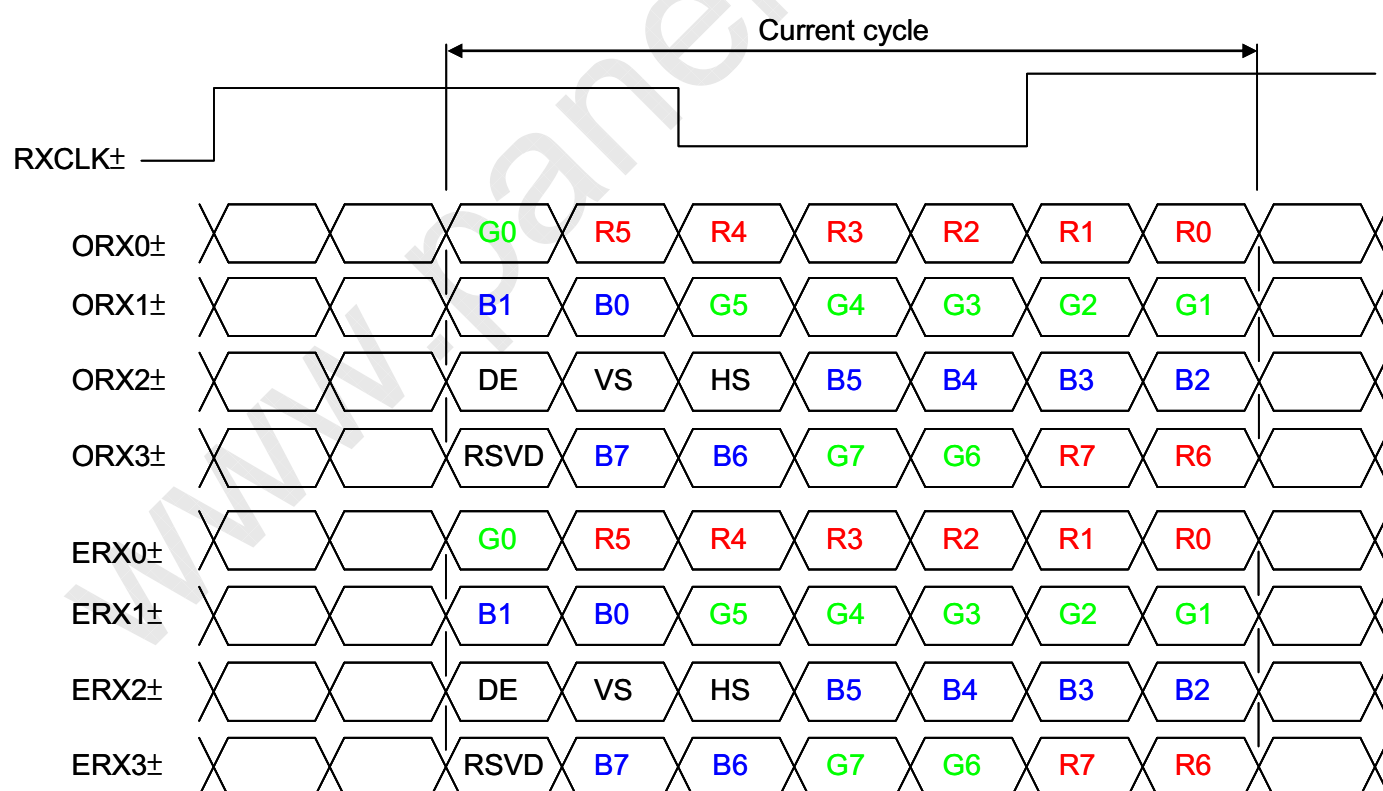 Current cycle
RXCLK±
ORX0± G0 R5 R4 R3 R2 R1 R0
ORX1± B1 B0 G5 G4 G3 G2 G1
ORX2± DE VS HS B5 B4 B3 B2
ORX3± RSVD B7 B6 G7 G6 R7 R6
ERX0± G0 R5 R4 R3 R2 R1 R0
ERX1± B1 B0 G5 G4 G3 G2 G1
ERX2± DE VS HS B5 B4 B3 B2
ERX3± RSVD B7 B6 G7 G6 R7 R6
www.pane